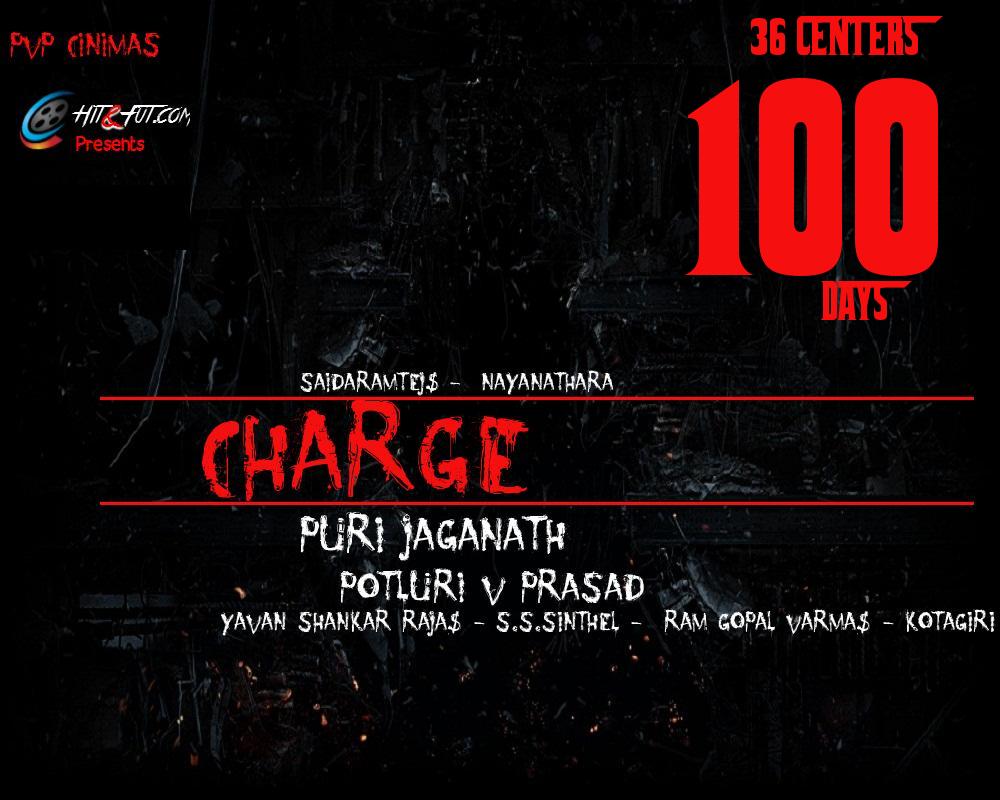 PVP CINIMAS
HIT&FUT.COM
Presents
36 CENTERS
100
DAYS
SAIDARAMTEJ$ - NAYANATHARA
CHARGE
PURI JAGANATH
POTLURI V PRASAD
YAVAN SHANKAR RAJA$ - S.S.SINTHEL - RAM GOPAL VARMA$ - KOTAGIRI